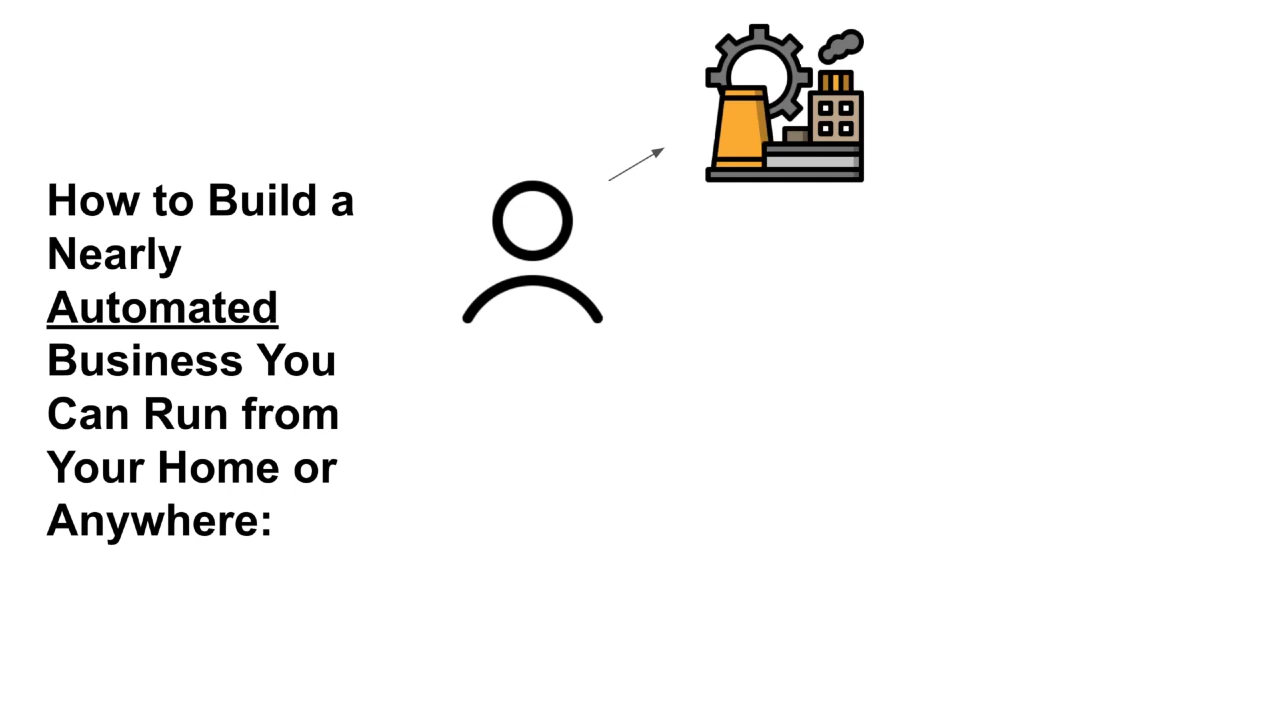 How to Build a
Nearly
Automated
Business You
Can Run from
Your Home or
Anywhere: